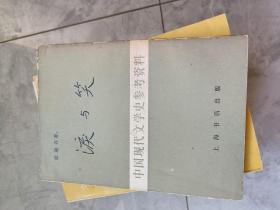 泪与笑
中国现代文学史参考资料
上海书店出版